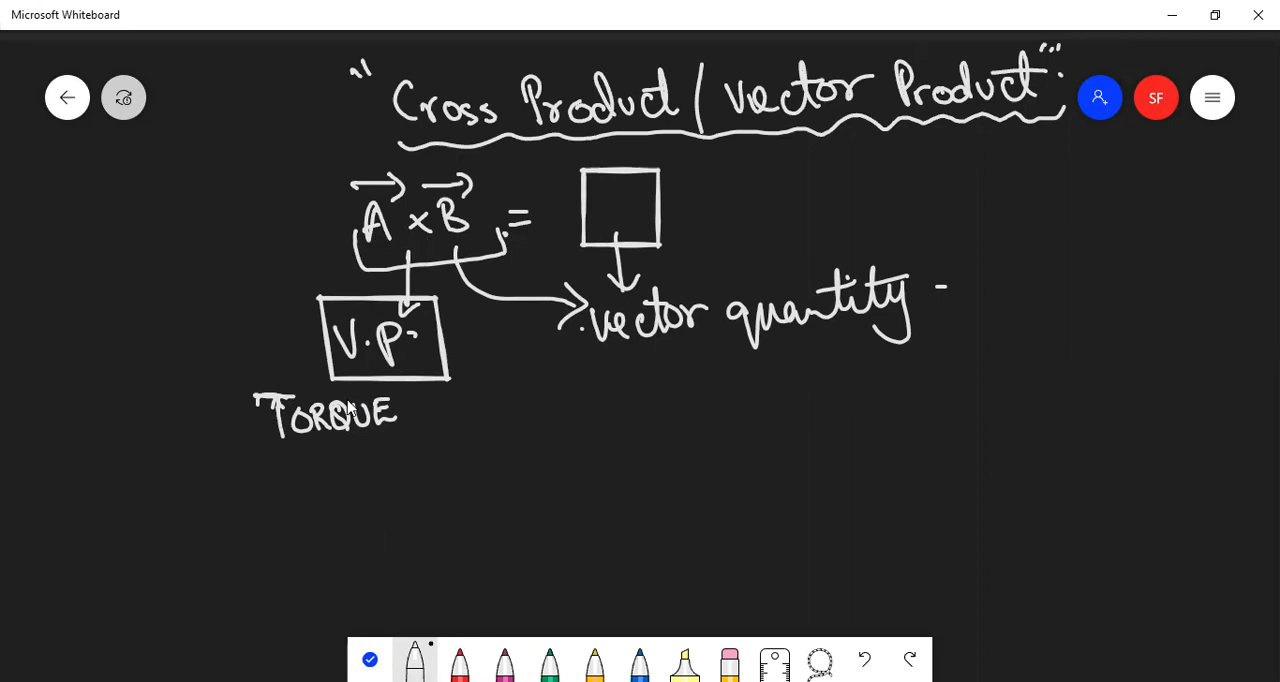 Microsoft Whiteboard
"Cross Product / Vector Product"
SF
A × B =
vector quantity -
V.P.
TORQUE